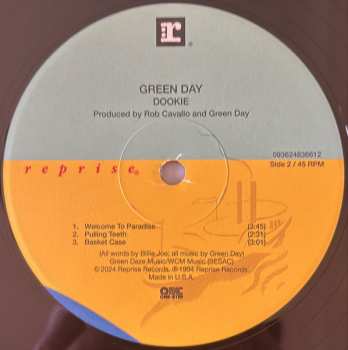 r
GREEN DAY
DOOKIE
Produced by Rob Cavallo and Green Day
093624836612
Side 2 / 45 RPM
reprise
1. Welcome To Paradise (3:45)
2. Pulling Teeth (2:31)
3. Basket Case (3:01)
(All words by Billie Joe; all music by Green Day)
Green Daze Music/WCM Music (SESAC)
© 2024 Reprise Records, ℗ 1994 Reprise Records.
Made in U.S.A.